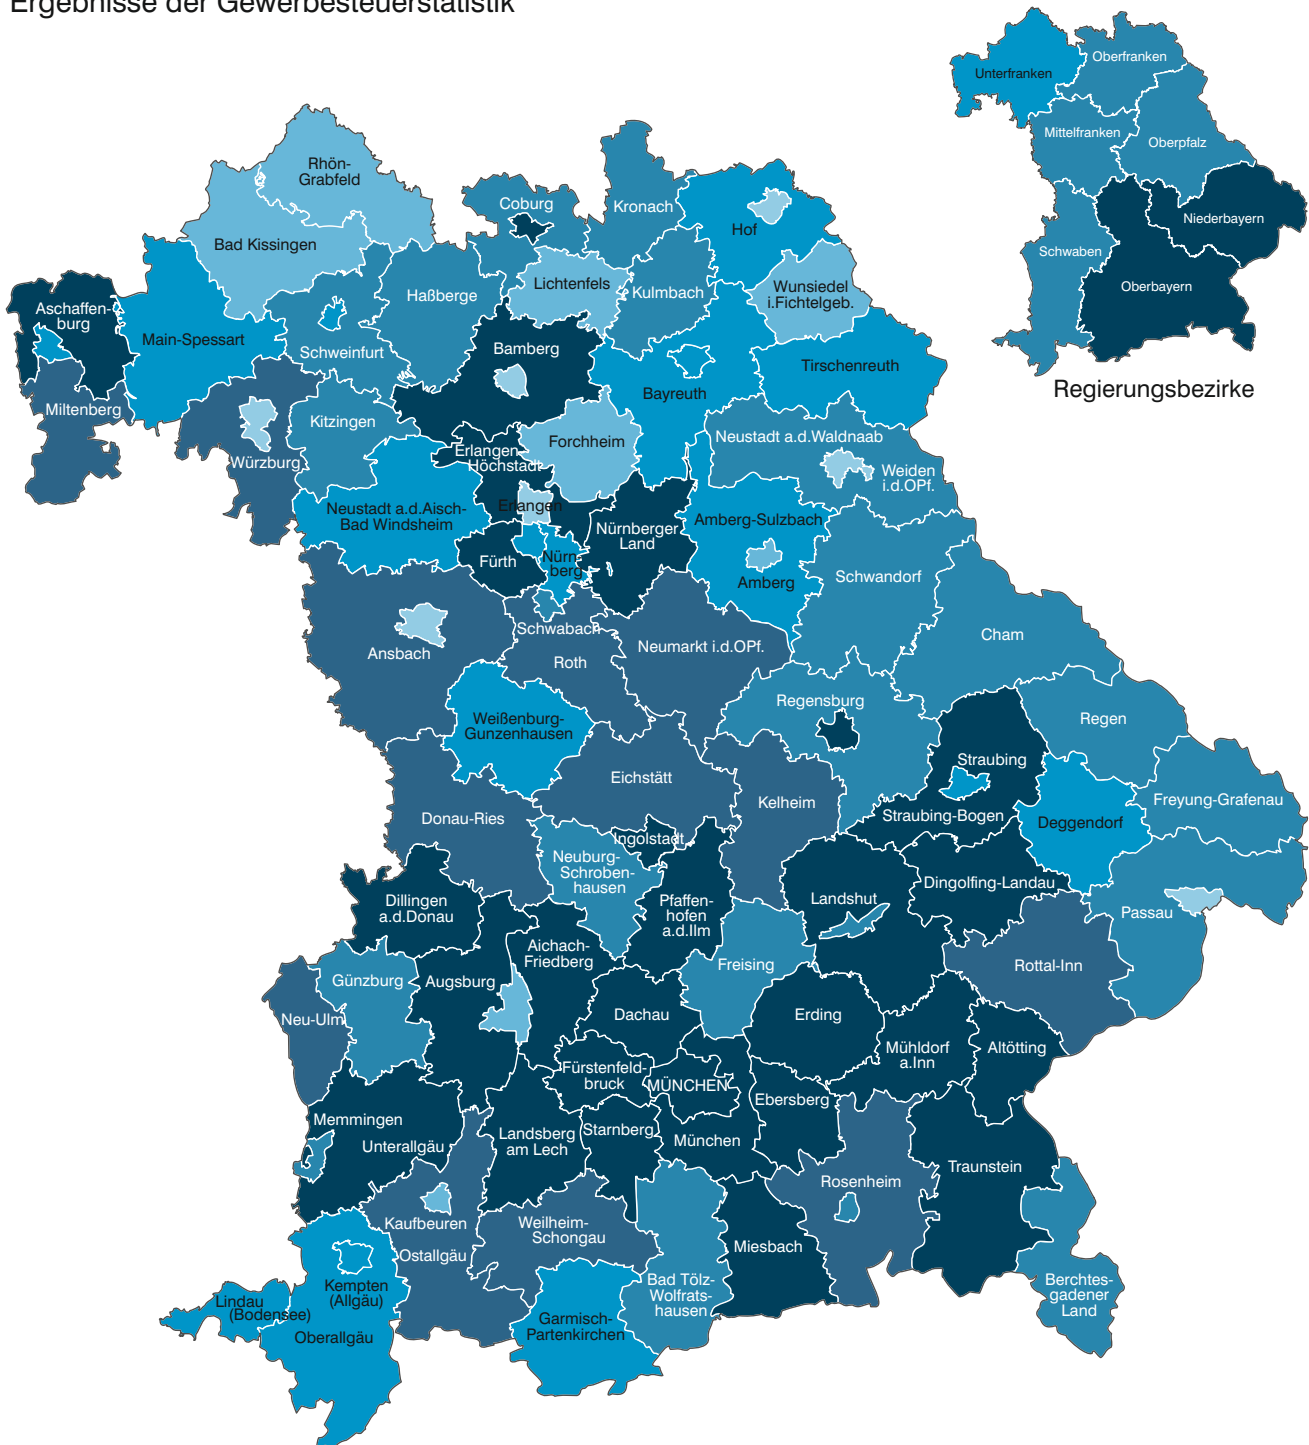 Ergebnisse der Gewerbesteuerstatistik
Unterfranken
Oberfranken
Mittelfranken
Oberpfalz
Niederbayern
Schwaben
Oberbayern
Regierungsbezirke
Rhön-
Grabfeld
Bad Kissingen
Coburg
Kronach
Hof
Lichtenfels
Kulmbach
Wunsiedel
i.Fichtelgeb.
Haßberge
Aschaffen-
burg
Main-Spessart
Schweinfurt
Bamberg
Bayreuth
Tirschenreuth
Miltenberg
Kitzingen
Würzburg
Forchheim
Erlangen-
Höchstadt
Neustadt a.d.Waldnaab
Weiden
i.d.OPf.
Neustadt a.d.Aisch-
Bad Windsheim
Erlangen
Nürnberger
Land
Amberg-Sulzbach
Fürth
Nürn-
berg
Amberg
Schwandorf
Ansbach
Schwabach
Roth
Neumarkt i.d.OPf.
Cham
Weißenburg-
Gunzenhausen
Regensburg
Regen
Eichstätt
Kelheim
Straubing
Straubing-Bogen
Freyung-Grafenau
Deggendorf
Donau-Ries
Ingolstadt
Neuburg-
Schroben-
hausen
Dillingen
a.d.Donau
Pfaffen-
hofen
a.d.Ilm
Landshut
Dingolfing-Landau
Passau
Aichach-
Friedberg
Freising
Rottal-Inn
Günzburg
Augsburg
Neu-Ulm
Dachau
Erding
Mühldorf
a.Inn
Altötting
Fürstenfeld-
bruck
MÜNCHEN
Ebersberg
Memmingen
Unterallgäu
Landsberg
am Lech
Starnberg
München
Traunstein
Rosenheim
Kaufbeuren
Ostallgäu
Weilheim-
Schongau
Miesbach
Kempten
(Allgäu)
Lindau
(Bodensee)
Oberallgäu
Garmisch-
Partenkirchen
Bad Tölz-
Wolfrats-
hausen
Berchtes-
gadener
Land